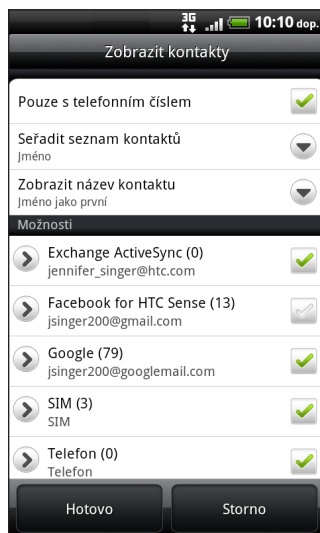 3G 10:10 dop.
Zobrazit kontakty
Pouze s telefonním číslem
Seřadit seznam kontaktů
Jméno
Zobrazit název kontaktu
Jméno jako první
Možnosti
Exchange ActiveSync (0)
jennifer_singer@htc.com
Facebook for HTC Sense (13)
jsinger200@gmail.com
Google (79)
jsinger200@googlemail.com
SIM (3)
SIM
Telefon (0)
Telefon
Hotovo Storno